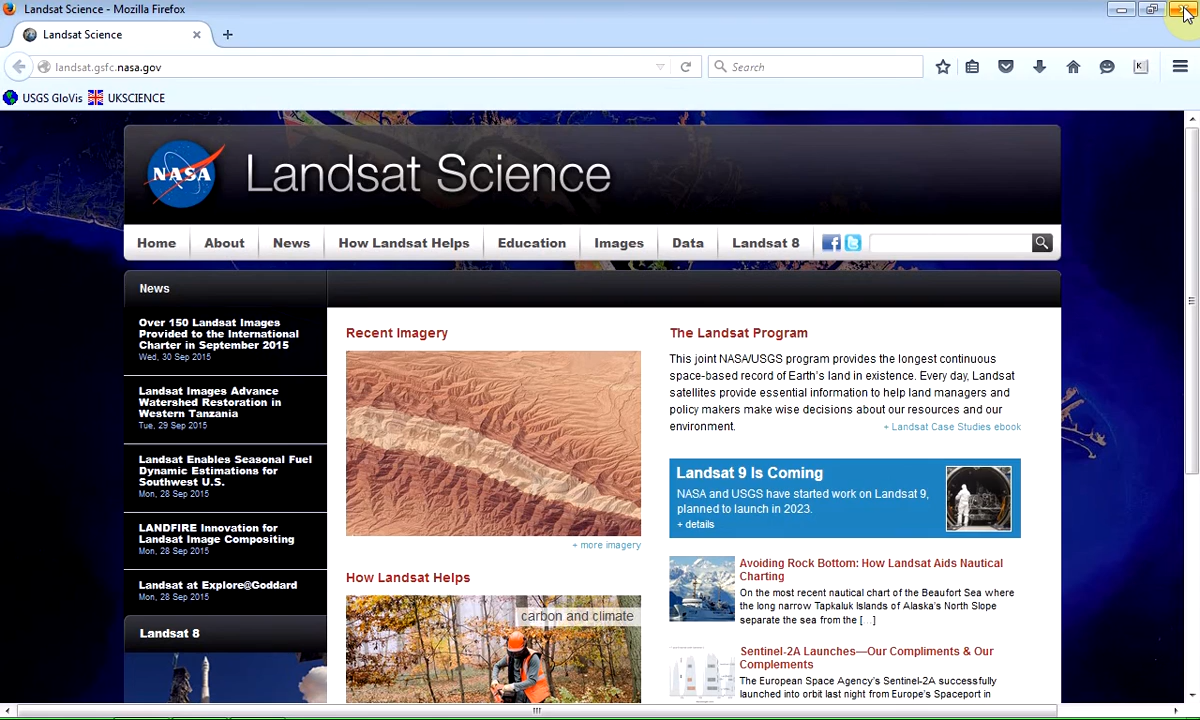 Landsat Science - Mozilla Firefox
Landsat Science
landsat.gsfc.nasa.gov
Search
USGS GloVis
UKSCIENCE
NASA
Landsat Science
Home
About
News
How Landsat Helps
Education
Images
Data
Landsat 8
News
Over 150 Landsat Images
Provided to the International
Charter in September 2015
Wed, 30 Sep 2015
Landsat Images Advance
Watershed Restoration in
Western Tanzania
Tue, 29 Sep 2015
Landsat Enables Seasonal Fuel
Dynamic Estimations for
Southwest U.S.
Mon, 28 Sep 2015
LANDFIRE Innovation for
Landsat Image Compositing
Mon, 28 Sep 2015
Landsat at Explore@Goddard
Mon, 28 Sep 2015
Landsat 8
Recent Imagery
+ more imagery
How Landsat Helps
carbon and climate
The Landsat Program
This joint NASA/USGS program provides the longest continuous
space-based record of Earth's land in existence. Every day, Landsat
satellites provide essential information to help land managers and
policy makers make wise decisions about our resources and our
environment.
+ Landsat Case Studies ebook
Landsat 9 Is Coming
NASA and USGS have started work on Landsat 9,
planned to launch in 2023.
+ details
Avoiding Rock Bottom: How Landsat Aids Nautical
Charting
On the most recent nautical chart of the Beaufort Sea where
the long narrow Tapkaluk Islands of Alaska's North Slope
separate the sea from the [...]
Sentinel-2A Launches—Our Compliments & Our
Complements
The European Space Agency's Sentinel-2A successfully
launched into orbit last night from Europe's Spaceport in